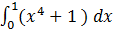 ∫₀¹(x⁴ + 1) dx